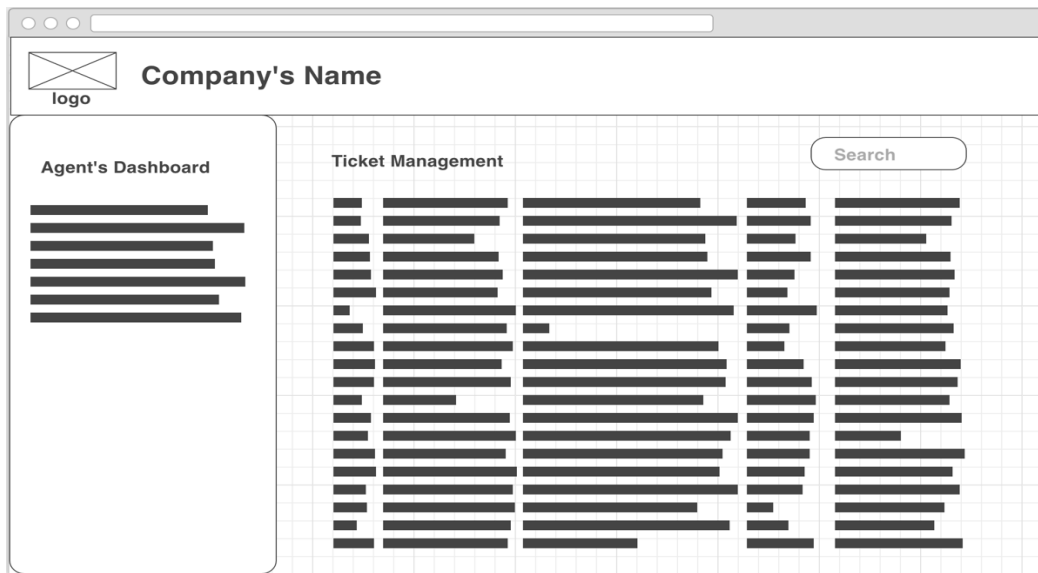 Company's Name
logo
Agent's Dashboard
Ticket Management
Search